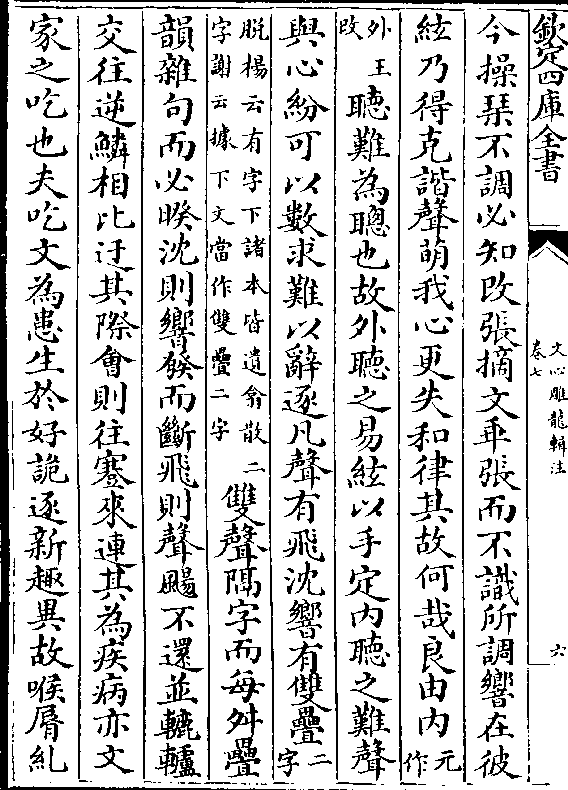 欽定四庫全書
文心雕龍輯注
卷七
六
今操琴不調必知改張摛文乖張而不識所調響在彼
絃乃得克諧聲萌我心更失和律其故何哉良由内元作
外王改聽難為聰也故外聽之易絃以手定内聽之難聲
與心紛可以數求難以辭逐凡聲有飛沈響有雙疊二字
脱楊云有字下諸本皆遺翕散二字謝云據下文當作雙疊二字雙聲隔字而每舛疊
韻雜句而必暌沈則響發而斷飛則聲颺不還並轆轤
交往逆鱗相比迂其際會則往蹇來連其為疾病亦文
家之吃也夫吃文為患生於好詭逐新趣異故喉脣糺